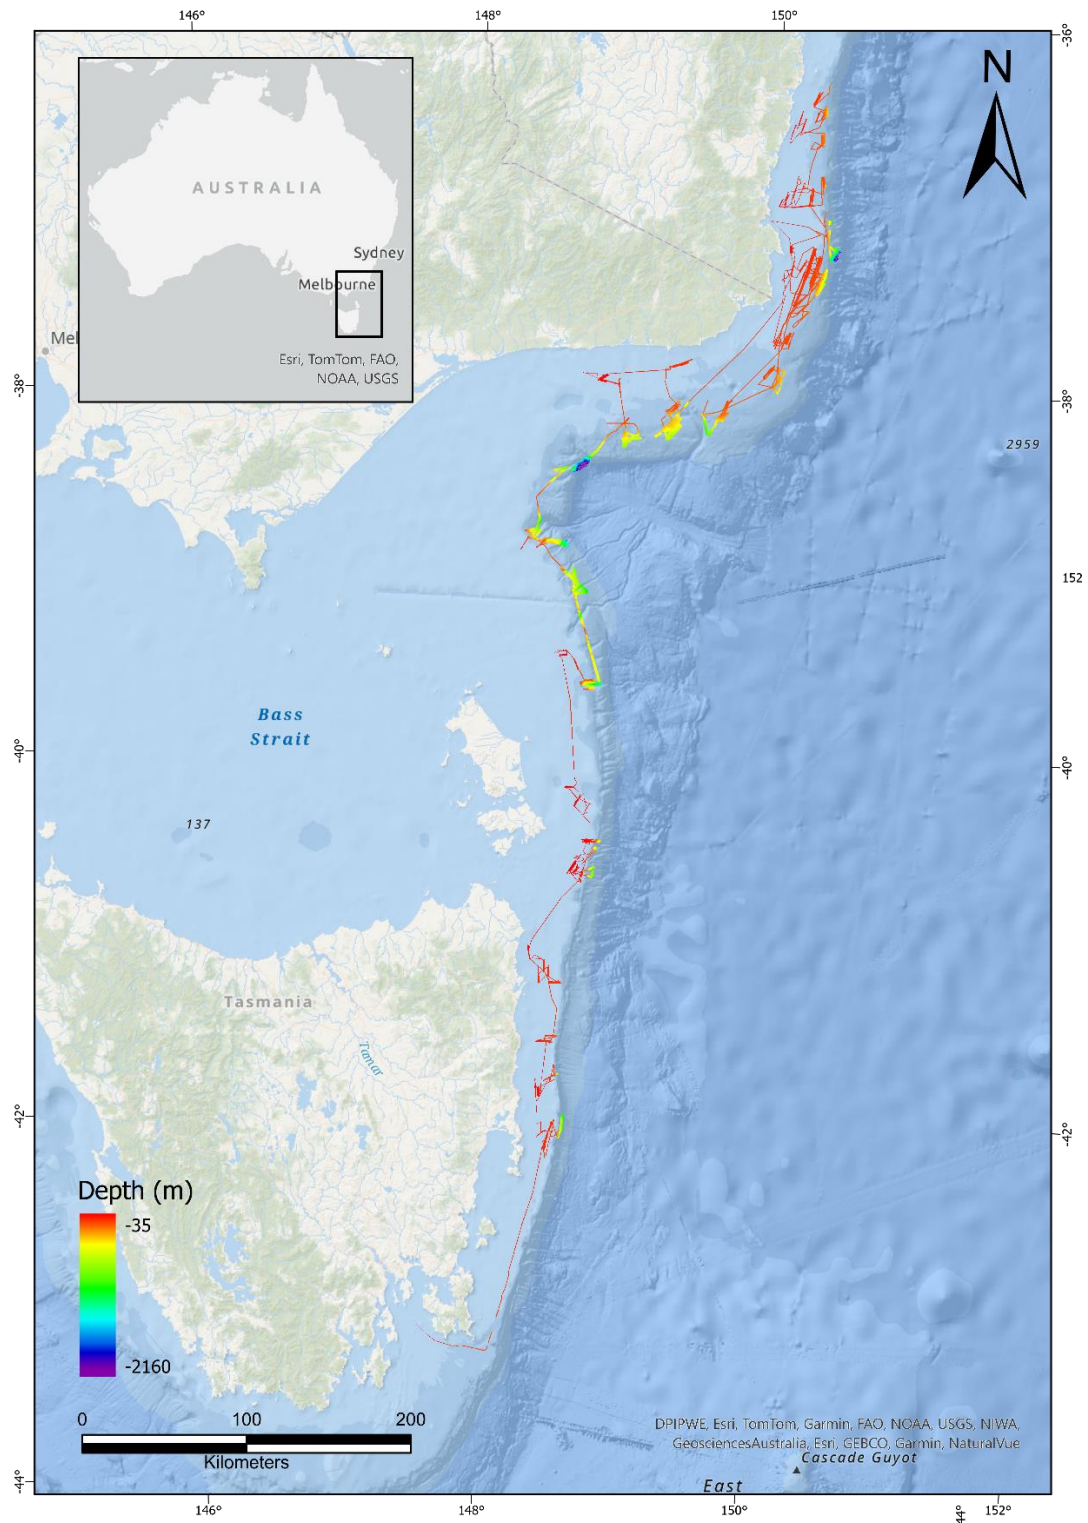 146°
148°
150°
-36°
N
AUSTRALIA
Sydney
Melbourne
Esri, TomTom, FAO,
NOAA, USGS
Mel
-38°
-38°
2959
152
Bass
Strait
-40°
-40°
137
Tasmania
Tamar
-42°
-42°
Depth (m)
-35
-2160
0 100 200
Kilometers
DPIPWE, Esri, TomTom, Garmin, FAO, NOAA, USGS, NIWA,
GeosciencesAustralia, Esri, GEBCO, Garmin, NaturalVue
Cascade Guyot
East
-44°
146°
148°
150°
44°
152°